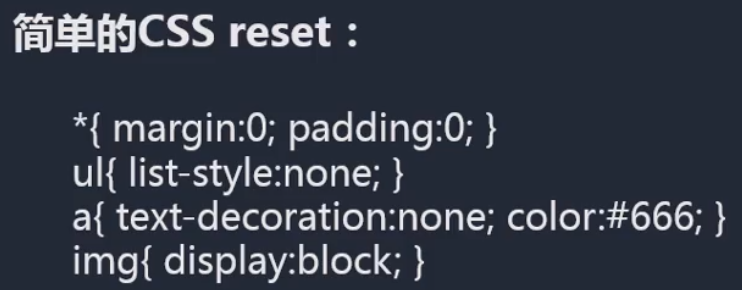 简单的CSS reset：
*{ margin:0; padding:0; }
ul{ list-style:none; }
a{ text-decoration:none; color:#666; }
img{ display:block; }